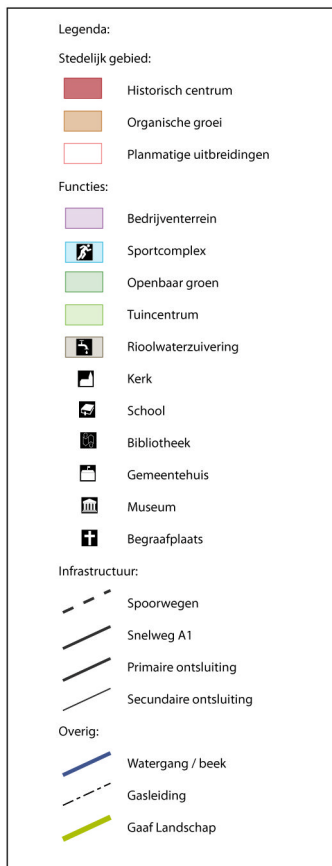 Legenda:
Stedelijk gebied:
Historisch centrum
Organische groei
Planmatige uitbreidingen
Functies:
Bedrijventerrein
Sportcomplex
Openbaar groen
Tuincentrum
Rioolwaterzuivering
Kerk
School
Bibliotheek
Gemeentehuis
Museum
Begraafplaats
Infrastructuur:
Spoorwegen
Snelweg A1
Primaire ontsluiting
Secundaire ontsluiting
Overig:
Watergang / beek
Gasleiding
Gaaf Landschap